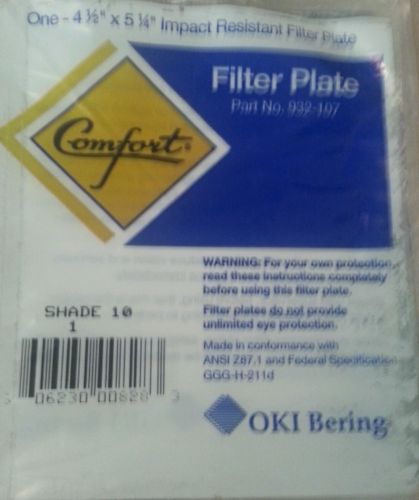 One - 4 ½" x 5 ¼" Impact Resistant Filter Plate
Filter Plate
Part No. 932-107
Comfort®
WARNING: For your own protection,
read these instructions completely
before using this filter plate.
Filter plates do not provide
unlimited eye protection.
Made in conformance with
ANSI Z87.1 and Federal Specification
GGG-H-211d
SHADE 10
1
06230 00828 3
OKI Bering